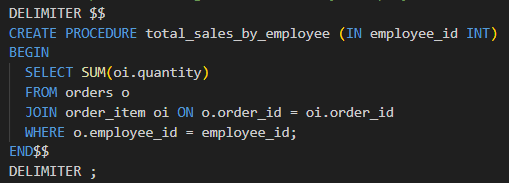 DELIMITER $$
CREATE PROCEDURE total_sales_by_employee (IN employee_id INT)
BEGIN
  SELECT SUM(oi.quantity)
  FROM orders o
  JOIN order_item oi ON o.order_id = oi.order_id
  WHERE o.employee_id = employee_id;
END$$
DELIMITER ;